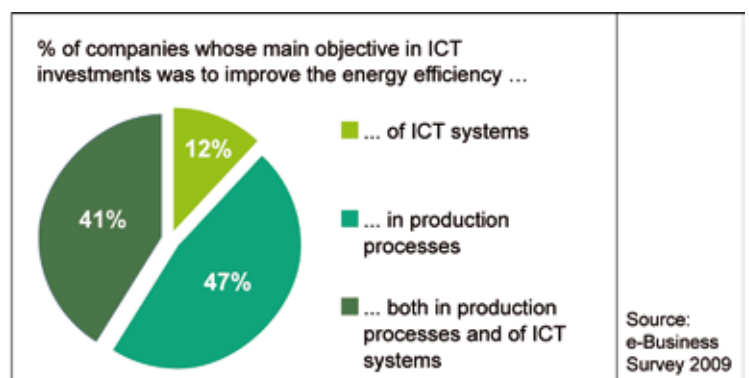 % of companies whose main objective in ICT
investments was to improve the energy efficiency ...
12%
... of ICT systems
41%
... in production
processes
47%
... both in production
processes and of ICT
systems
Source:
e-Business
Survey 2009